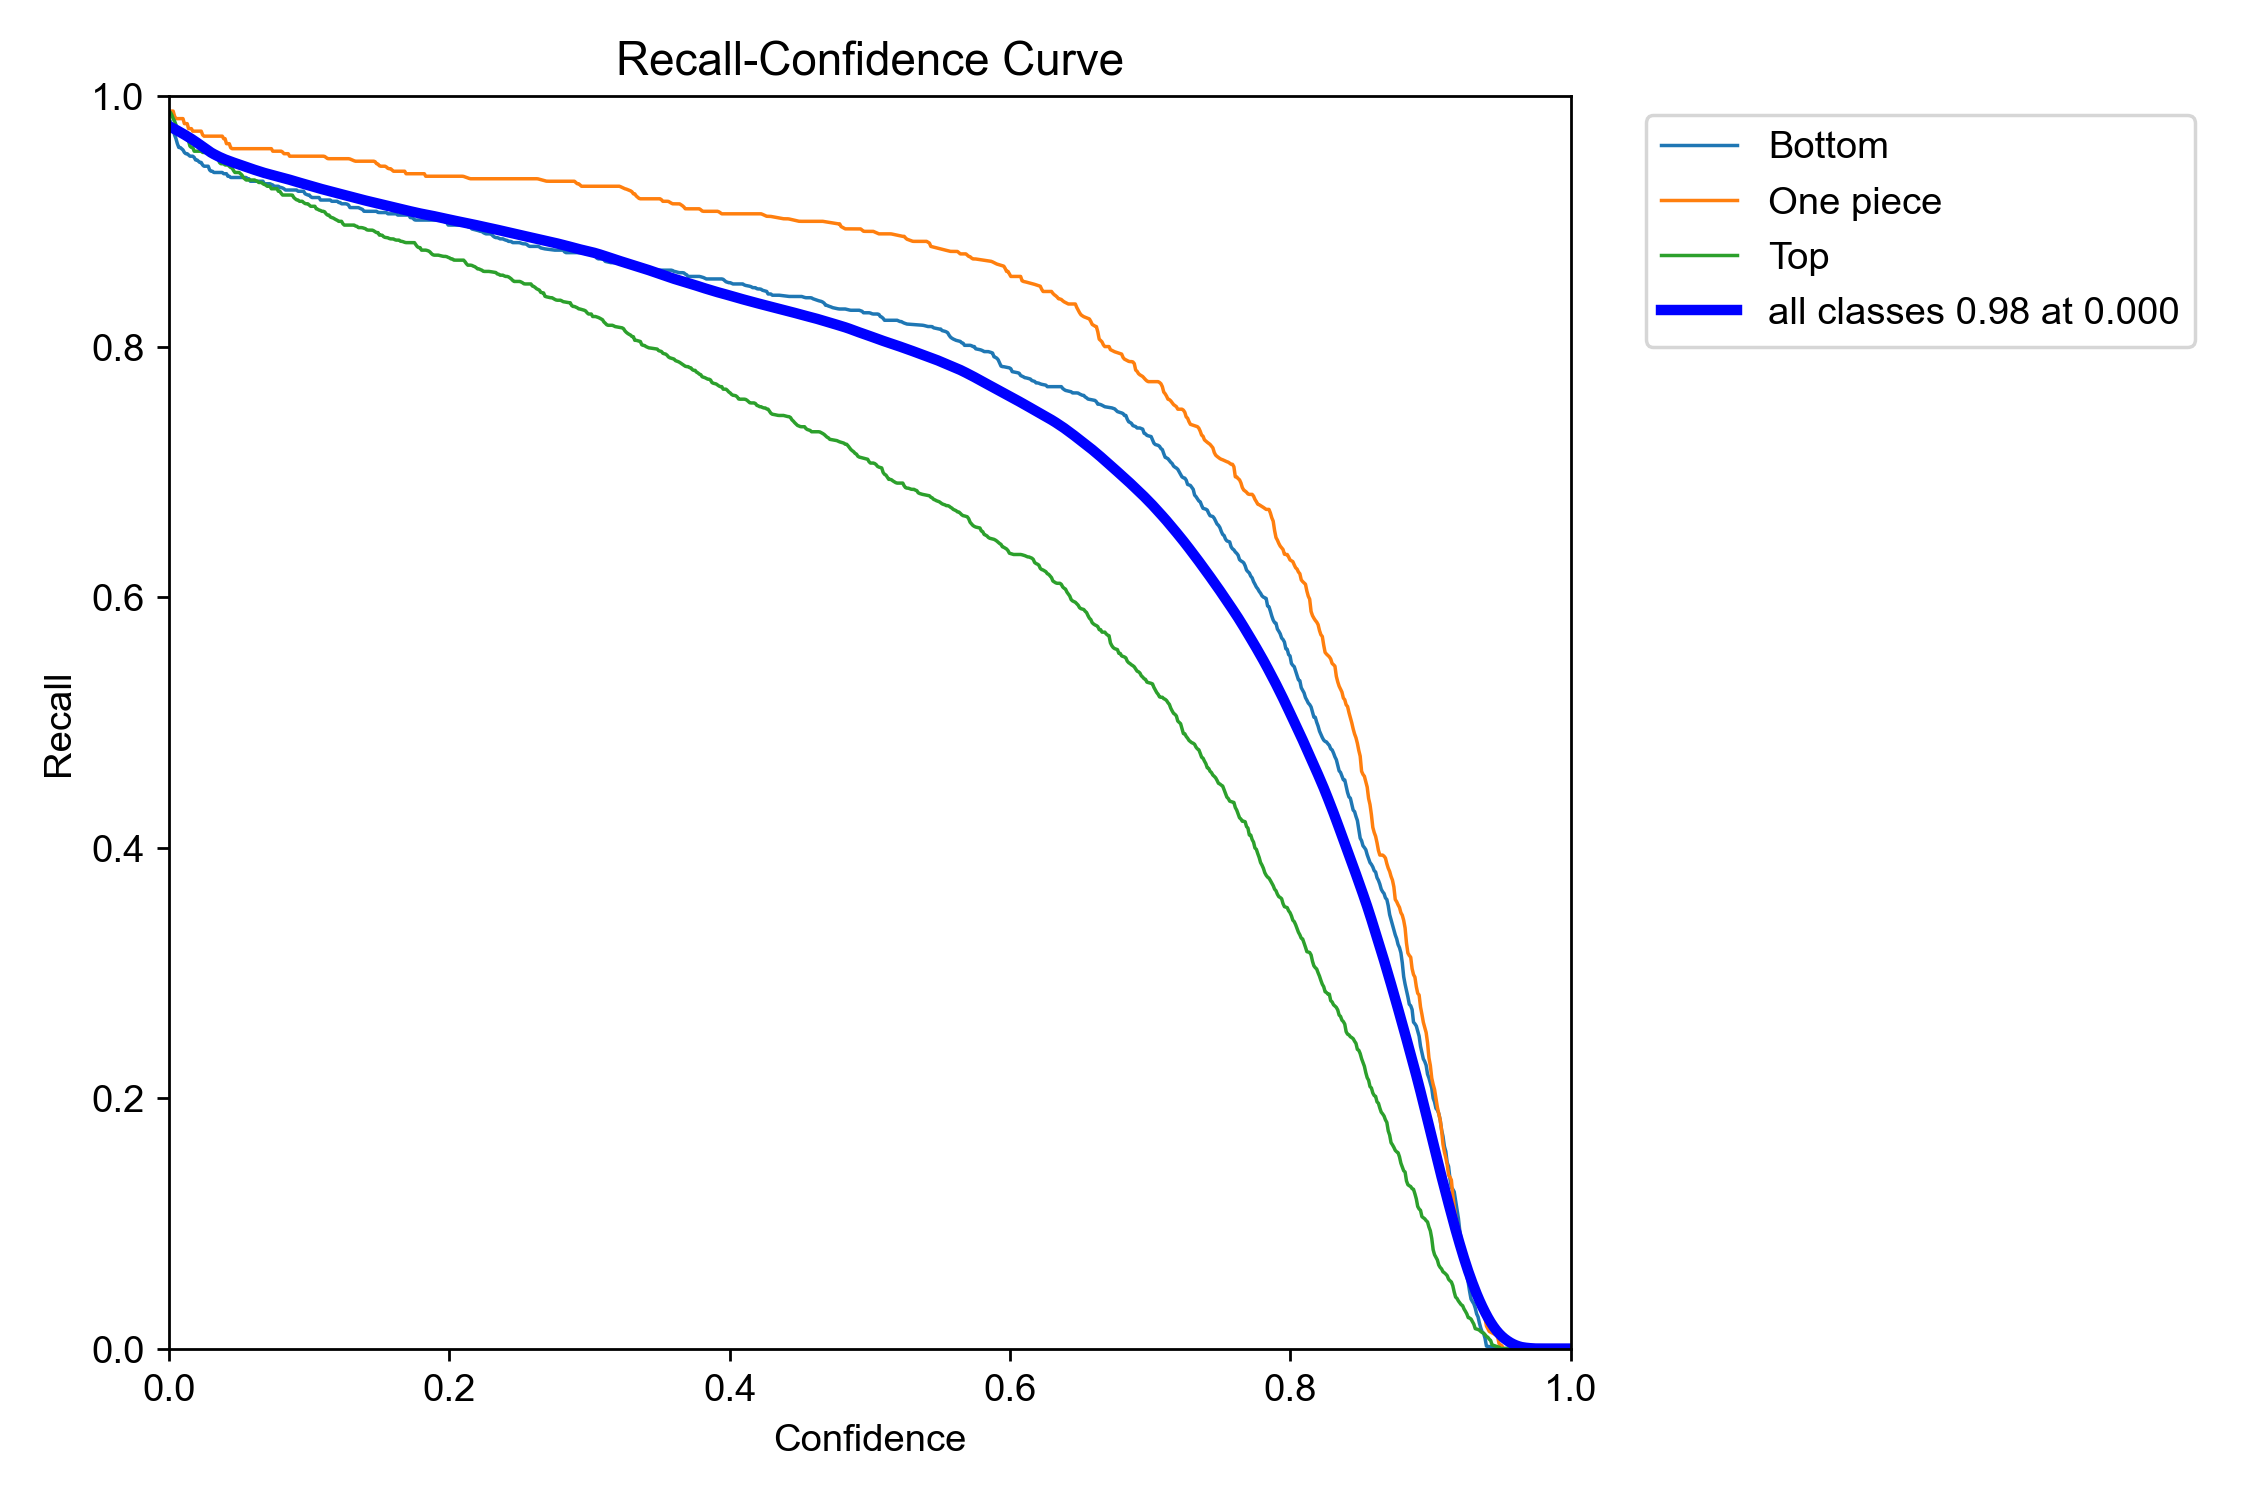 Recall-Confidence Curve
1.0
0.8
0.6
0.4
0.2
0.0
Recall
0.0 0.2 0.4 0.6 0.8 1.0
Confidence
Bottom
One piece
Top
all classes 0.98 at 0.000